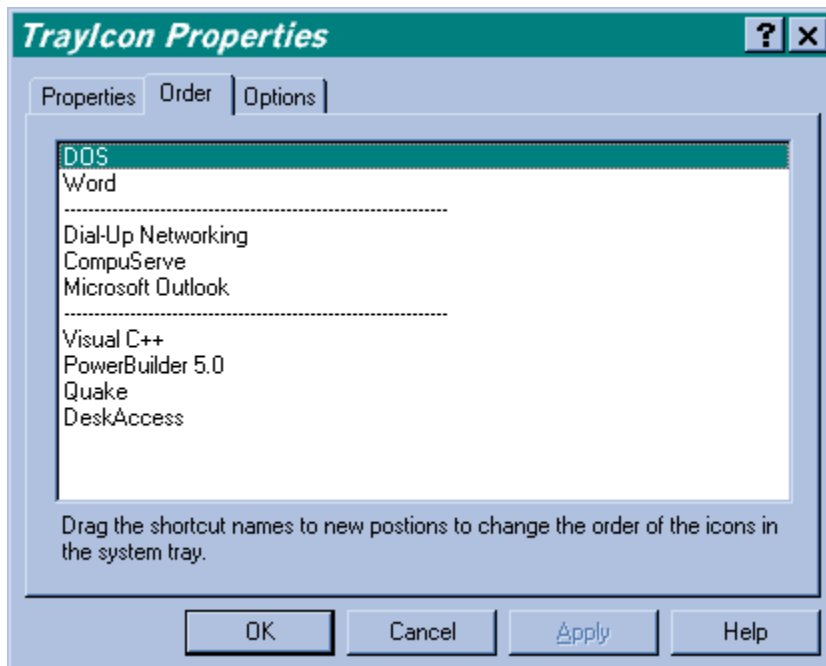 TrayIcon Properties
Properties Order Options
DOS
Word
----------------------------------------------------------------
Dial-Up Networking
CompuServe
Microsoft Outlook
----------------------------------------------------------------
Visual C++
PowerBuilder 5.0
Quake
DeskAccess
Drag the shortcut names to new postions to change the order of the icons in
the system tray.
OK Cancel Apply Help